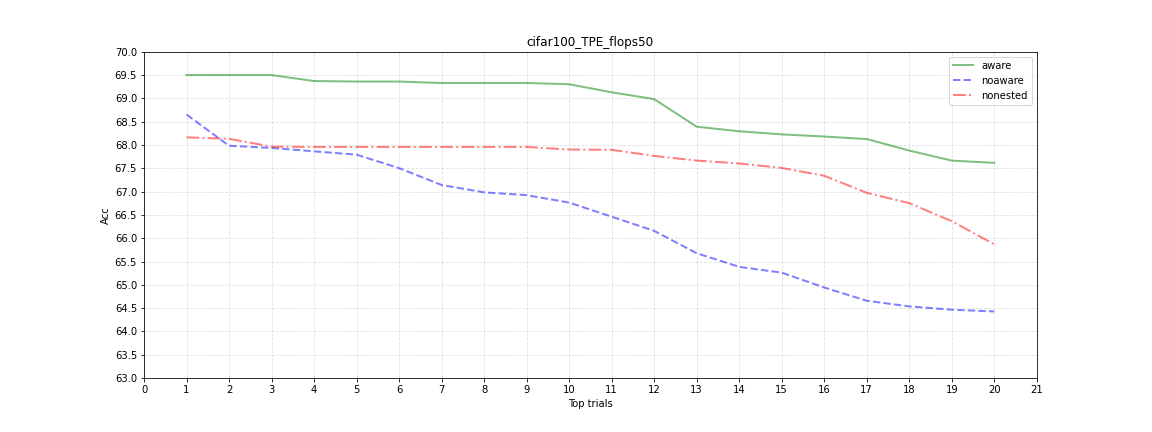 cifar100_TPE_flops50
70.0
69.5
69.0
68.5
68.0
67.5
67.0
66.5
66.0
65.5
65.0
64.5
64.0
63.5
63.0
Acc
aware
noaware
nonested
0 1 2 3 4 5 6 7 8 9 10 11 12 13 14 15 16 17 18 19 20 21
Top trials